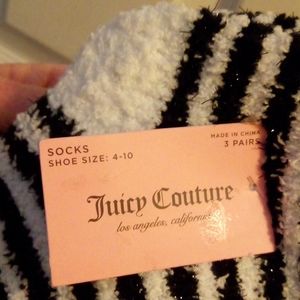 SOCKS
SHOE SIZE: 4-10
MADE IN CHINA
3 PAIRS
Juicy Couture
los angeles, california